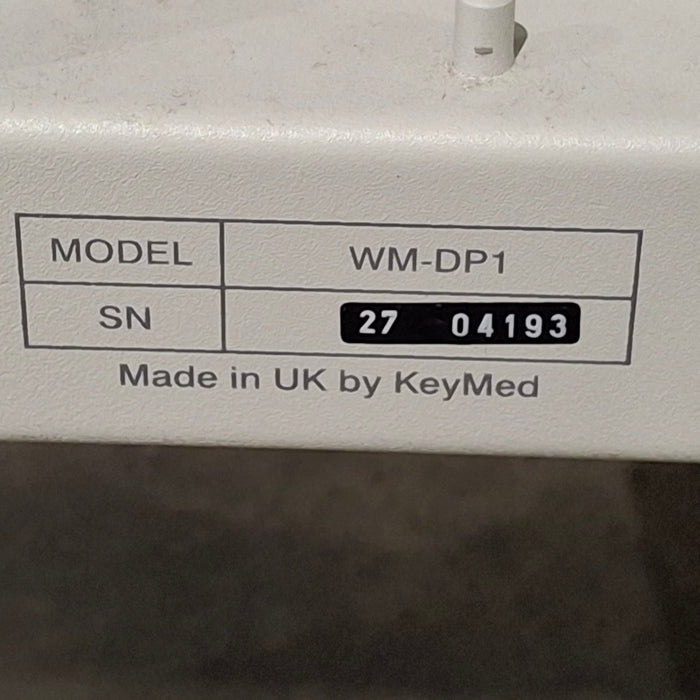 MODEL WM-DP1
SN 27 04193
Made in UK by KeyMed